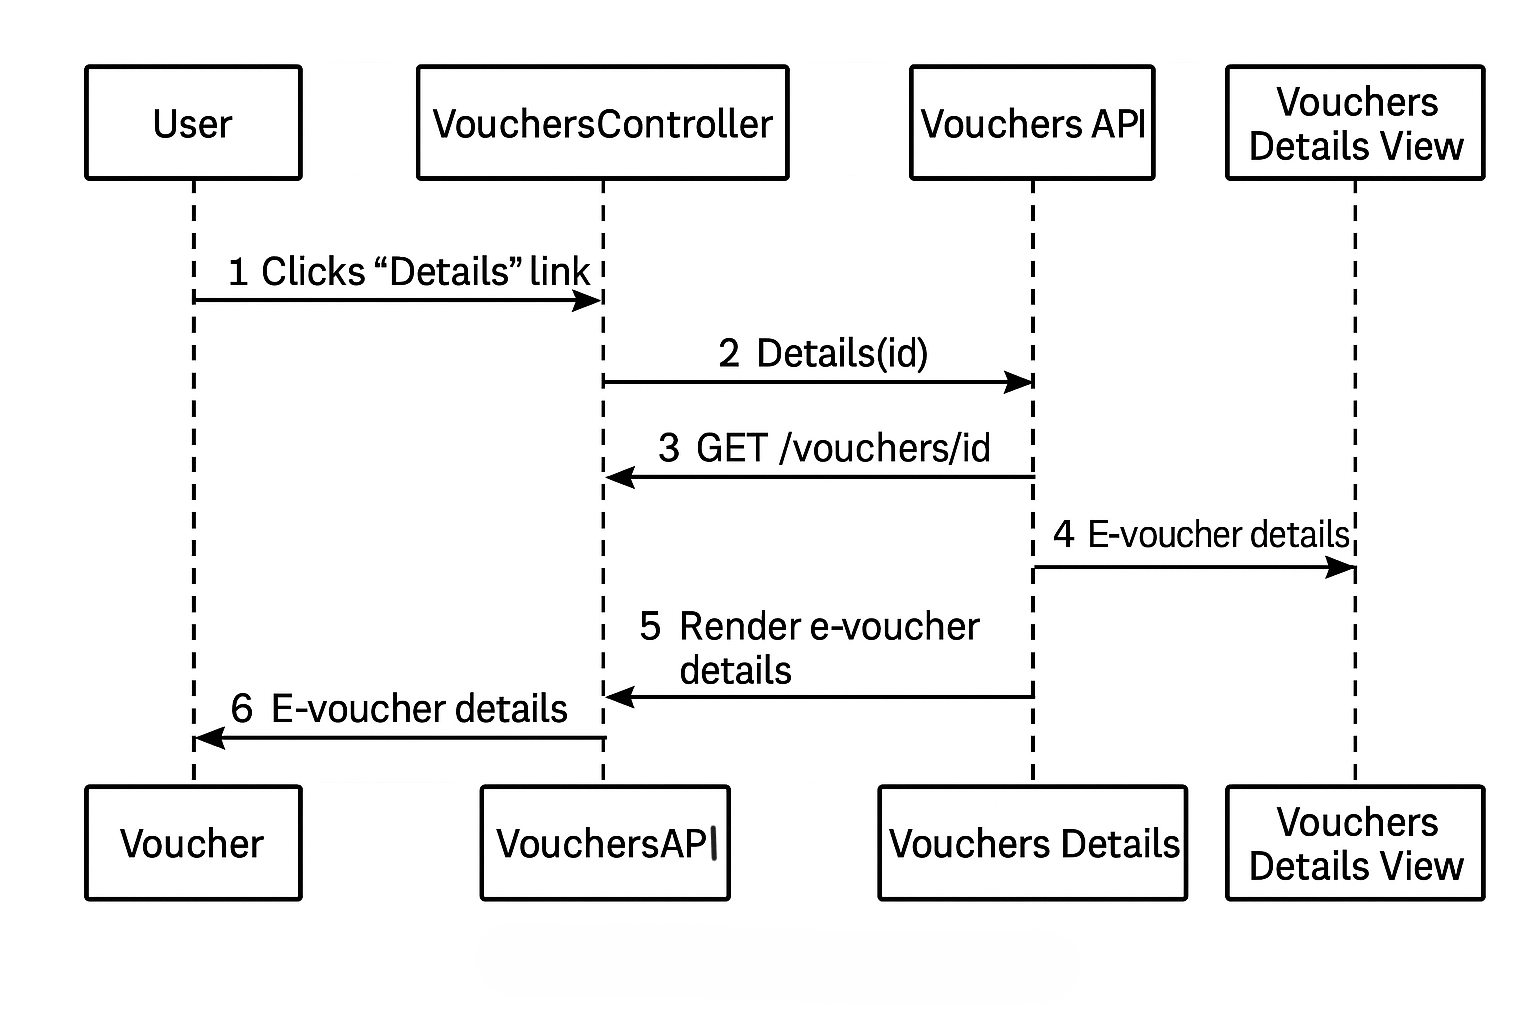 User
VouchersController
Vouchers API
Vouchers
Details View
1 Clicks “Details” link
2 Details(id)
3 GET /vouchers/id
4 E-voucher details
5 Render e-voucher
details
6 E-voucher details
Voucher
VouchersAPI
Vouchers Details
Vouchers
Details View